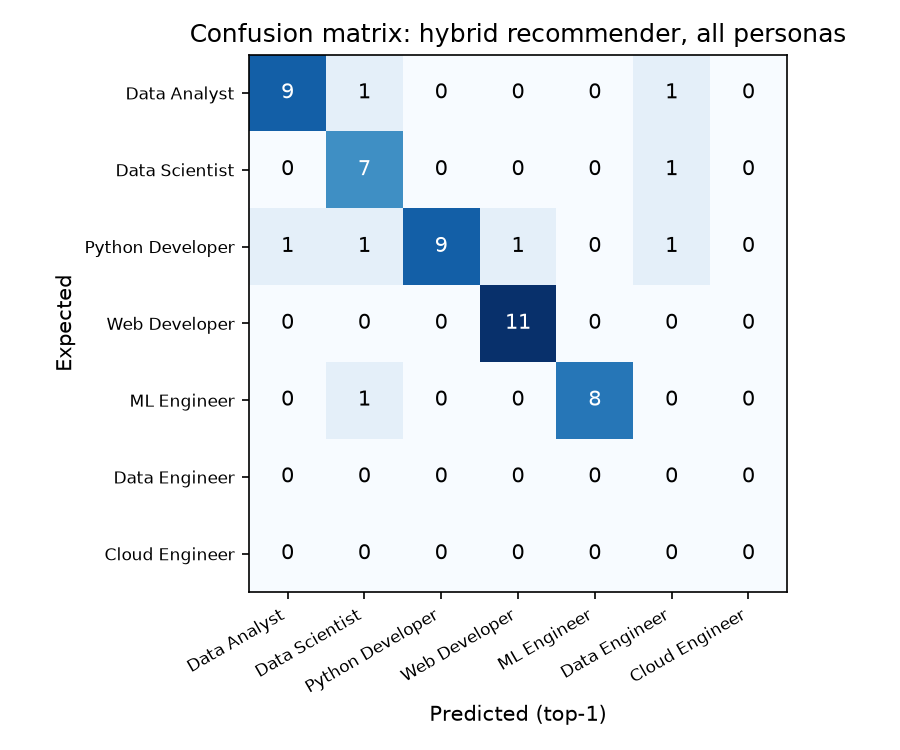 Confusion matrix: hybrid recommender, all personas
Data Analyst 9 1 0 0 0 1 0
Data Scientist 0 7 0 0 0 1 0
Python Developer 1 1 9 1 0 1 0
Web Developer 0 0 0 11 0 0 0
ML Engineer 0 1 0 0 8 0 0
Data Engineer 0 0 0 0 0 0 0
Cloud Engineer 0 0 0 0 0 0 0
Expected
Data Analyst
Data Scientist
Python Developer
Web Developer
ML Engineer
Data Engineer
Cloud Engineer
Predicted (top-1)